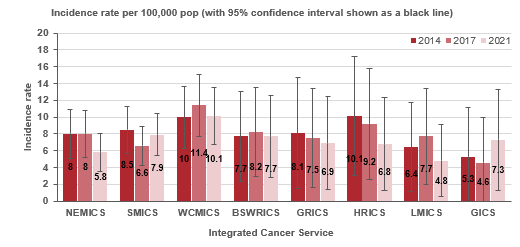 Incidence rate per 100,000 pop (with 95% confidence interval shown as a black line)
20
18
16
14
12
10
8
6
4
2
0
Incidence rate
2014 2017 2021
8 8 5.8 8.5 6.6 7.9 10 11.4 10.1 7.7 8.2 7.7 8.1 7.5 6.9 10.1 9.2 6.8 6.4 7.7 4.8 5.3 4.6 7.3
NEMICS SMICS WCMICS BSWRICS GRICS HRICS LMICS GICS
Integrated Cancer Service